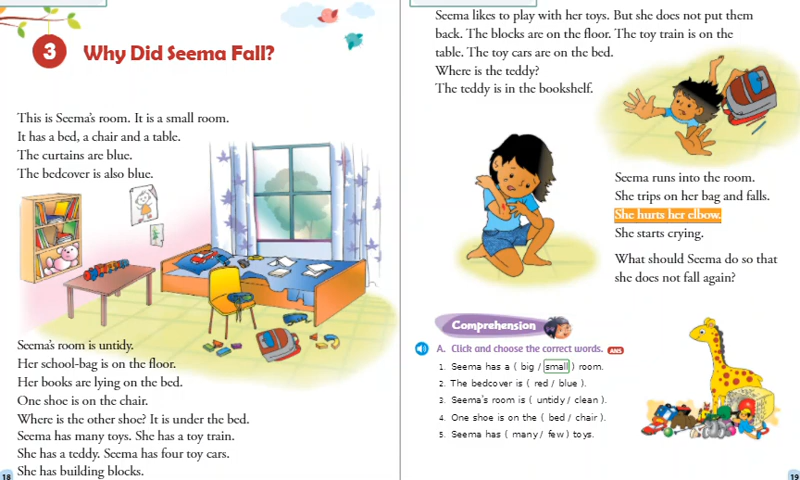 3 Why Did Seema Fall?
This is Seema's room. It is a small room.
It has a bed, a chair and a table.
The curtains are blue.
The bedcover is also blue.
Seema's room is untidy.
Her school-bag is on the floor.
Her books are lying on the bed.
One shoe is on the chair.
Where is the other shoe? It is under the bed.
Seema has many toys. She has a toy train.
She has a teddy. Seema has four toy cars.
She has building blocks.
18
Seema likes to play with her toys. But she does not put them
back. The blocks are on the floor. The toy train is on the
table. The toy cars are on the bed.
Where is the teddy?
The teddy is in the bookshelf.
Seema runs into the room.
She trips on her bag and falls.
She hurts her elbow.
She starts crying.
What should Seema do so that
she does not fall again?
Comprehension
A. Click and choose the correct words. ANS
1. Seema has a ( big / small ) room.
2. The bedcover is ( red / blue ).
3. Seema's room is ( untidy / clean ).
4. One shoe is on the ( bed / chair ).
5. Seema has ( many / few ) toys.
19